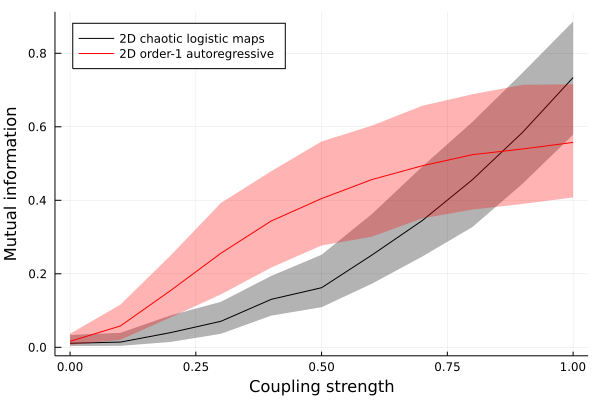 2D chaotic logistic maps
2D order-1 autoregressive
Mutual information
0.8
0.6
0.4
0.2
0.0
0.00 0.25 0.50 0.75 1.00
Coupling strength